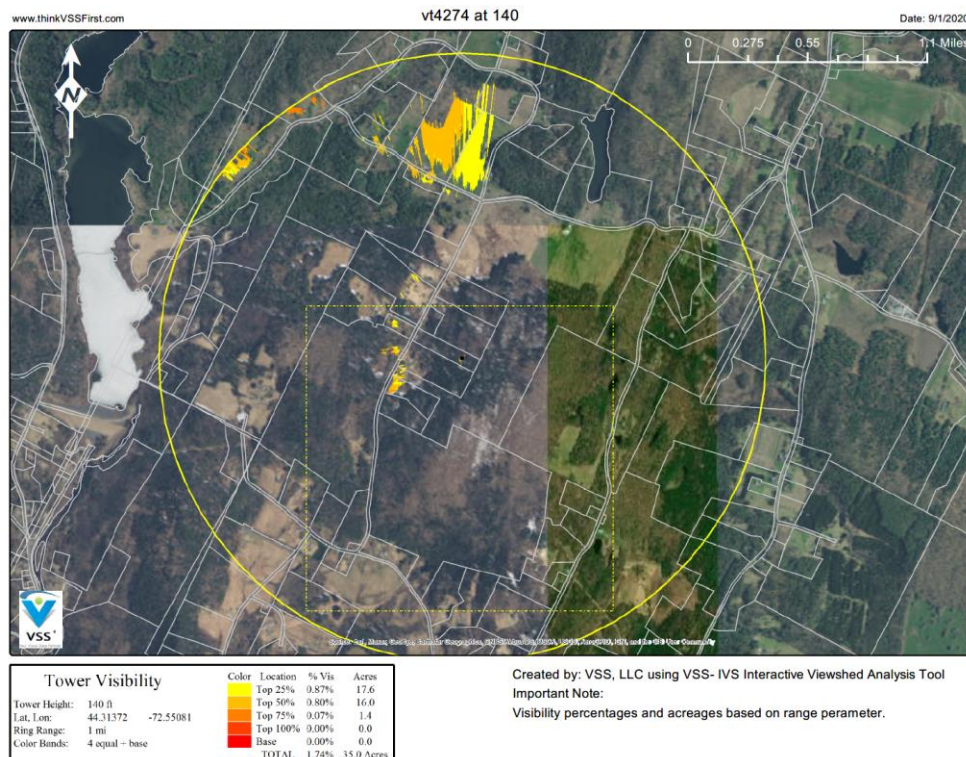 www.thinkVSSFirst.com
vt4274 at 140
Date: 9/1/2020
0 0.275 0.55 1.1 Miles
N
VSS
Tower Visibility
Tower Height: 140 ft
Lat, Lon: 44.31372 -72.55081
Ring Range: 1 mi
Color Bands: 4 equal + base
Color Location % Vis Acres
Top 25% 0.87% 17.6
Top 50% 0.80% 16.0
Top 75% 0.07% 1.4
Top 100% 0.00% 0.0
Base 0.00% 0.0
TOTAL 1.74% 35.0 Acres
Created by: VSS, LLC using VSS- IVS Interactive Viewshed Analysis Tool
Important Note:
Visibility percentages and acreages based on range perameter.